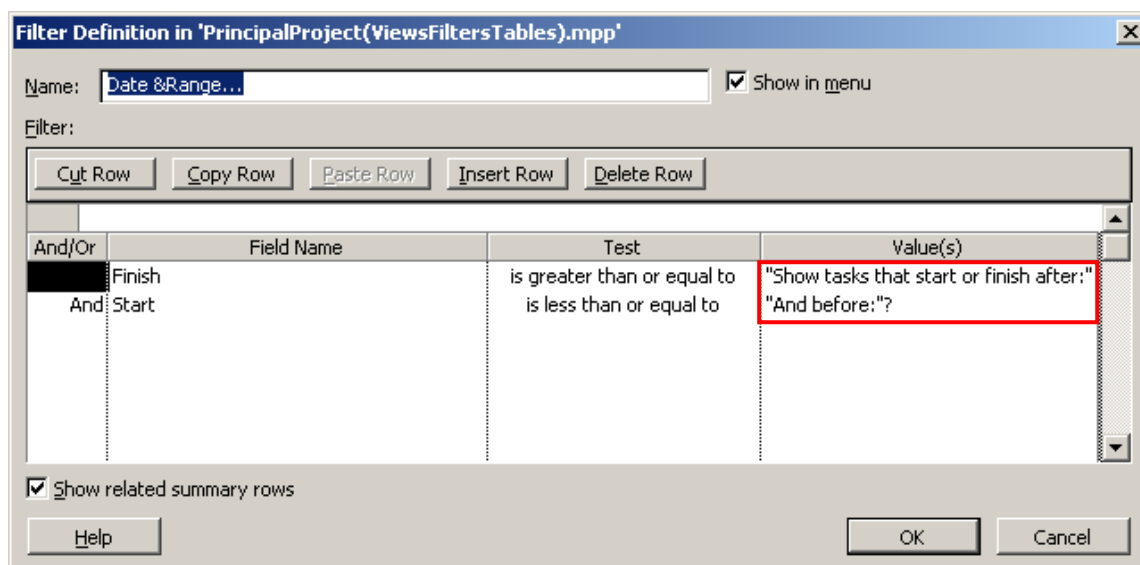 Filter Definition in 'PrincipalProject(ViewsFiltersTables).mpp'
Name: Date &Range... Show in menu
Filter:
Cut Row Copy Row Paste Row Insert Row Delete Row
And/Or Field Name Test Value(s)
Finish is greater than or equal to "Show tasks that start or finish after:"
And Start is less than or equal to "And before:"?
Show related summary rows
Help OK Cancel